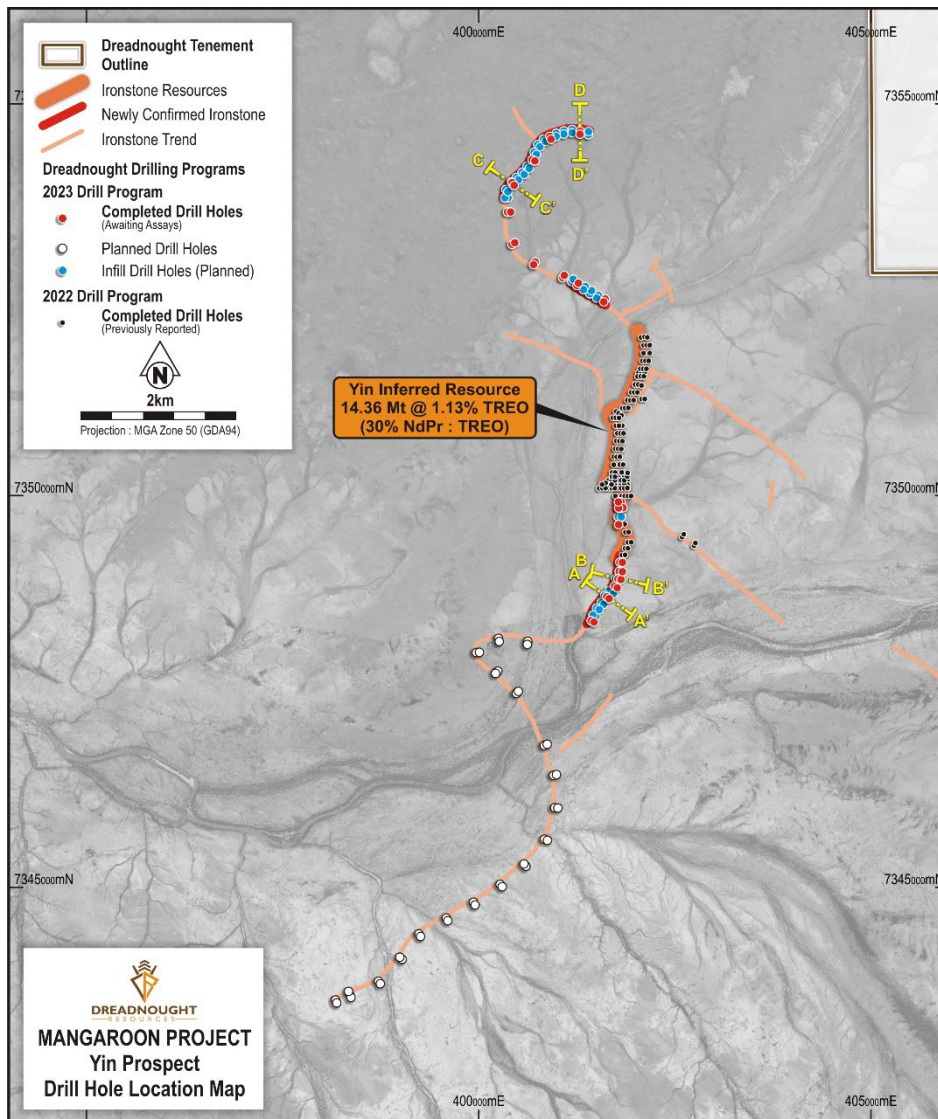 400000mE
405000mE
Dreadnought Tenement
Outline
Ironstone Resources
Newly Confirmed Ironstone
Ironstone Trend
Dreadnought Drilling Programs
2023 Drill Program
Completed Drill Holes
(Awaiting Assays)
Planned Drill Holes
Infill Drill Holes (Planned)
2022 Drill Program
Completed Drill Holes
(Previously Reported)
N
2km
Projection : MGA Zone 50 (GDA94)
7355000mN
D
D'
C
C'
Yin Inferred Resource
14.36 Mt @ 1.13% TREO
(30% NdPr : TREO)
7350000mN
7350000mN
B
A
B'
A'
7345000mN
7345000mN
DREADNOUGHT
RESOURCES
MANGAROON PROJECT
Yin Prospect
Drill Hole Location Map
400000mE
405000mE